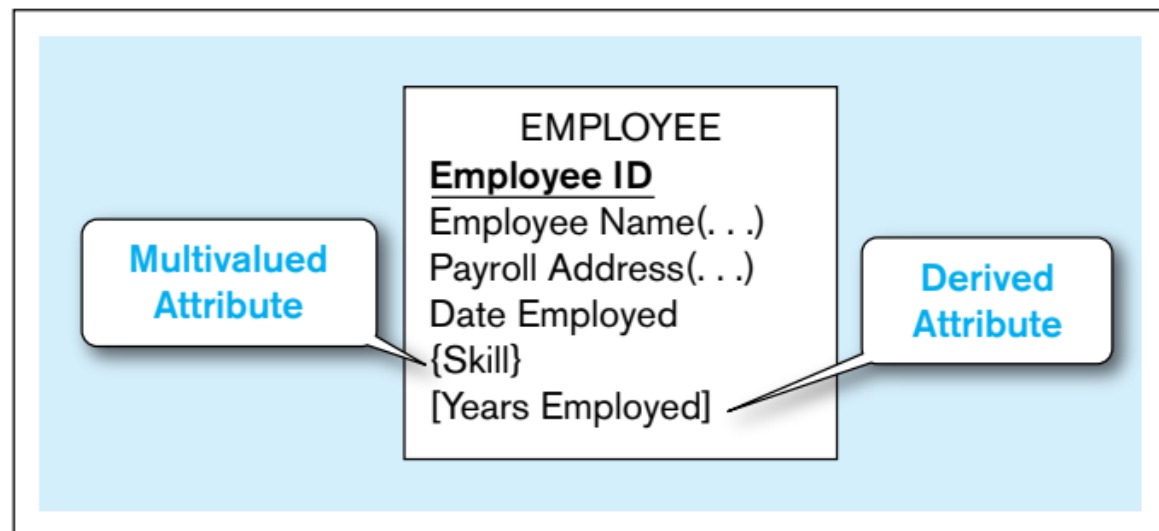 EMPLOYEE
Employee ID
Employee Name(. . .)
Payroll Address(. . .)
Date Employed
{Skill}
[Years Employed]
Multivalued
Attribute
Derived
Attribute